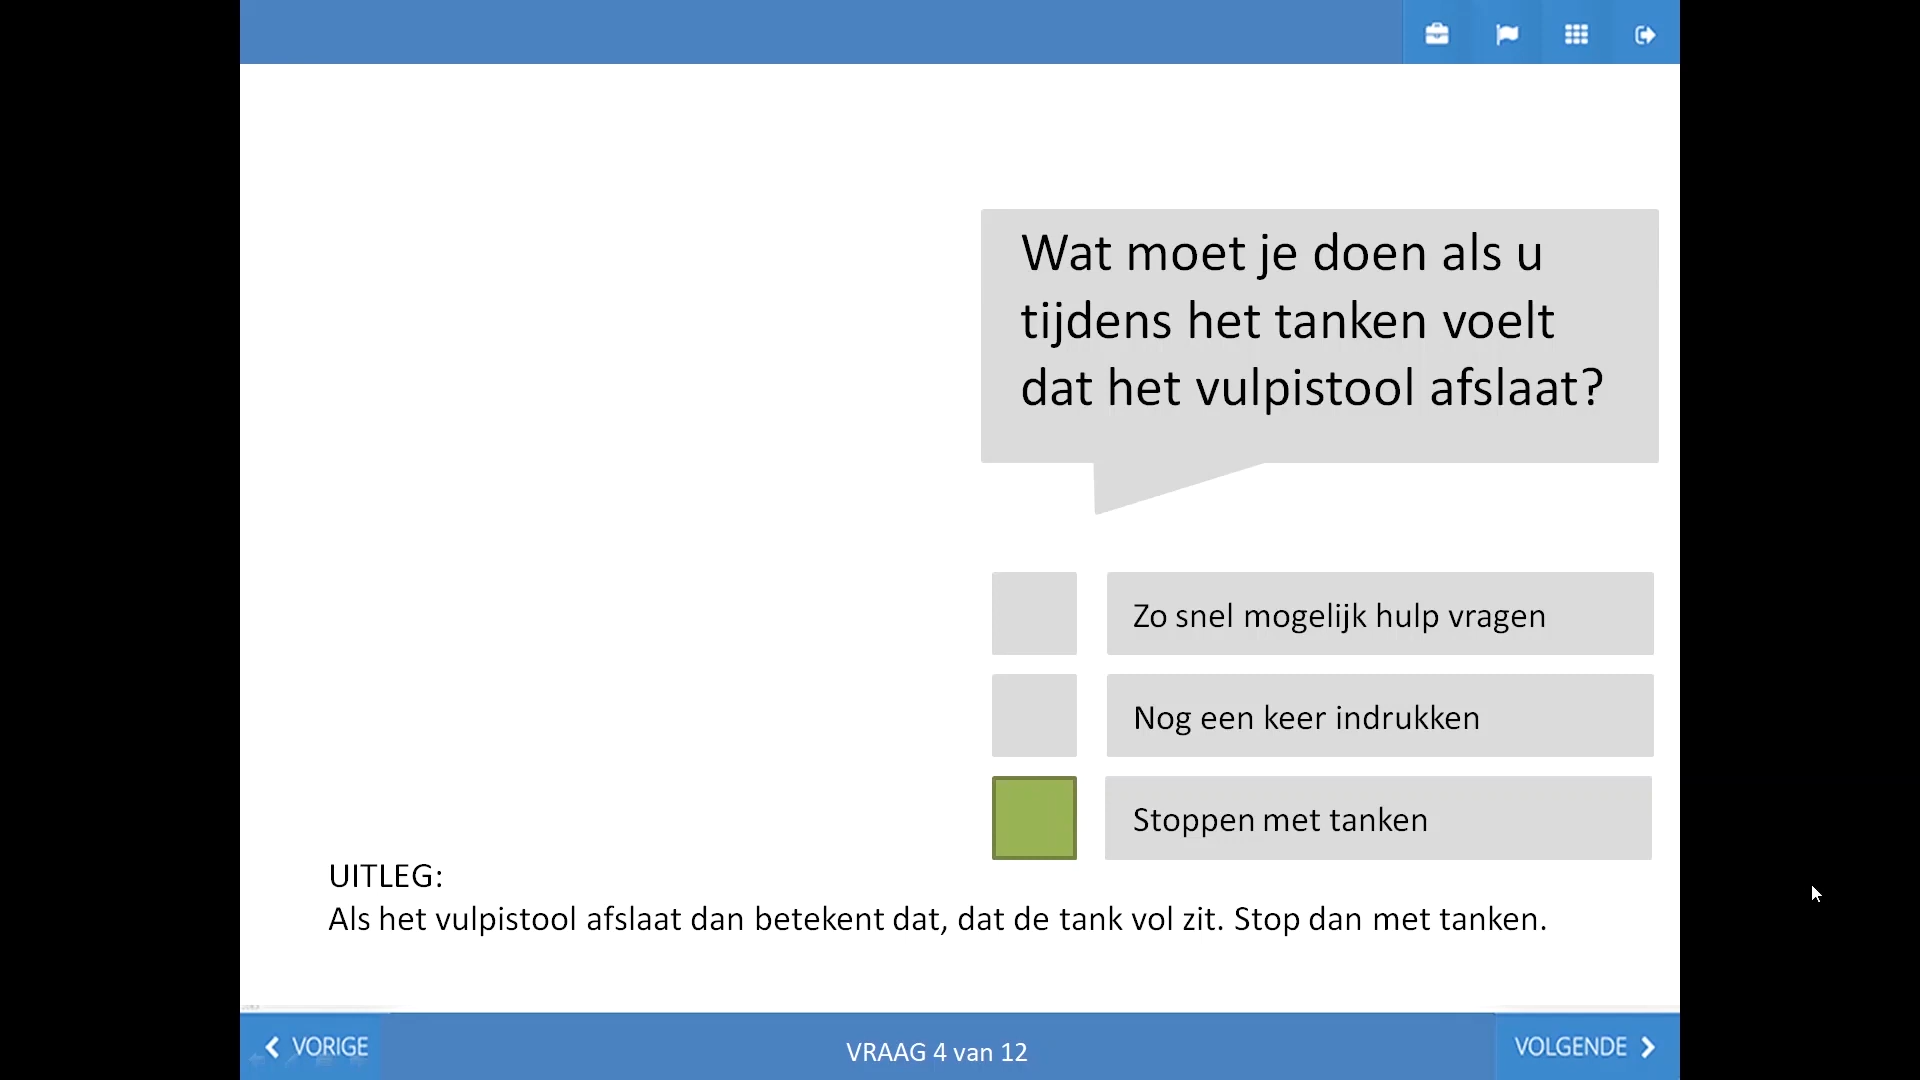 Wat moet je doen als u
tijdens het tanken voelt
dat het vulpistool afslaat?
Zo snel mogelijk hulp vragen
Nog een keer indrukken
Stoppen met tanken
UITLEG:
Als het vulpistool afslaat dan betekent dat, dat de tank vol zit. Stop dan met tanken.
VORIGE
VRAAG 4 van 12
VOLGENDE